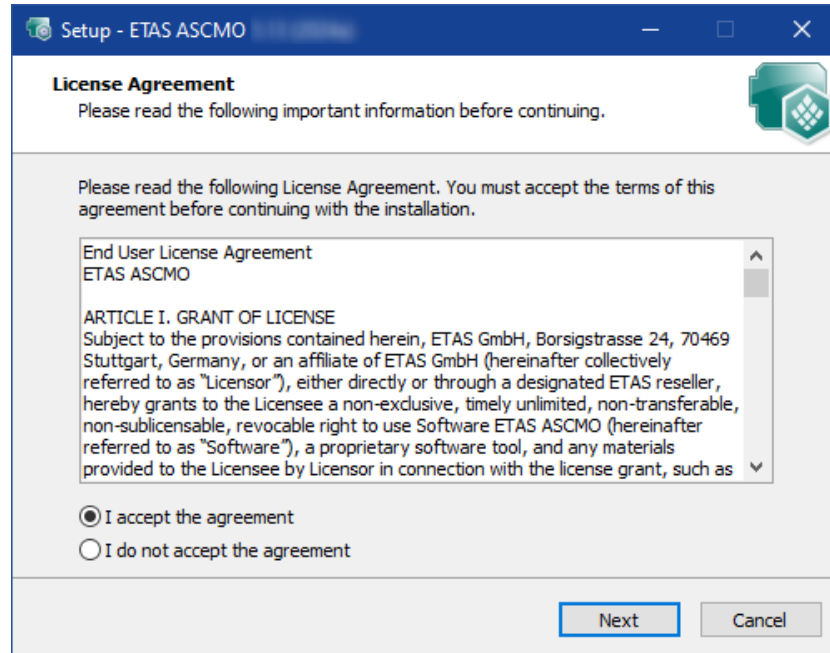 Setup - ETAS ASCMO
License Agreement
Please read the following important information before continuing.
Please read the following License Agreement. You must accept the terms of this
agreement before continuing with the installation.
End User License Agreement
ETAS ASCMO
ARTICLE I. GRANT OF LICENSE
Subject to the provisions contained herein, ETAS GmbH, Borsigstrasse 24, 70469
Stuttgart, Germany, or an affiliate of ETAS GmbH (hereinafter collectively
referred to as “Licensor”), either directly or through a designated ETAS reseller,
hereby grants to the Licensee a non-exclusive, timely unlimited, non-transferable,
non-sublicensable, revocable right to use Software ETAS ASCMO (hereinafter
referred to as “Software”), a proprietary software tool, and any materials
provided to the Licensee by Licensor in connection with the license grant, such as
I accept the agreement
I do not accept the agreement
Next
Cancel